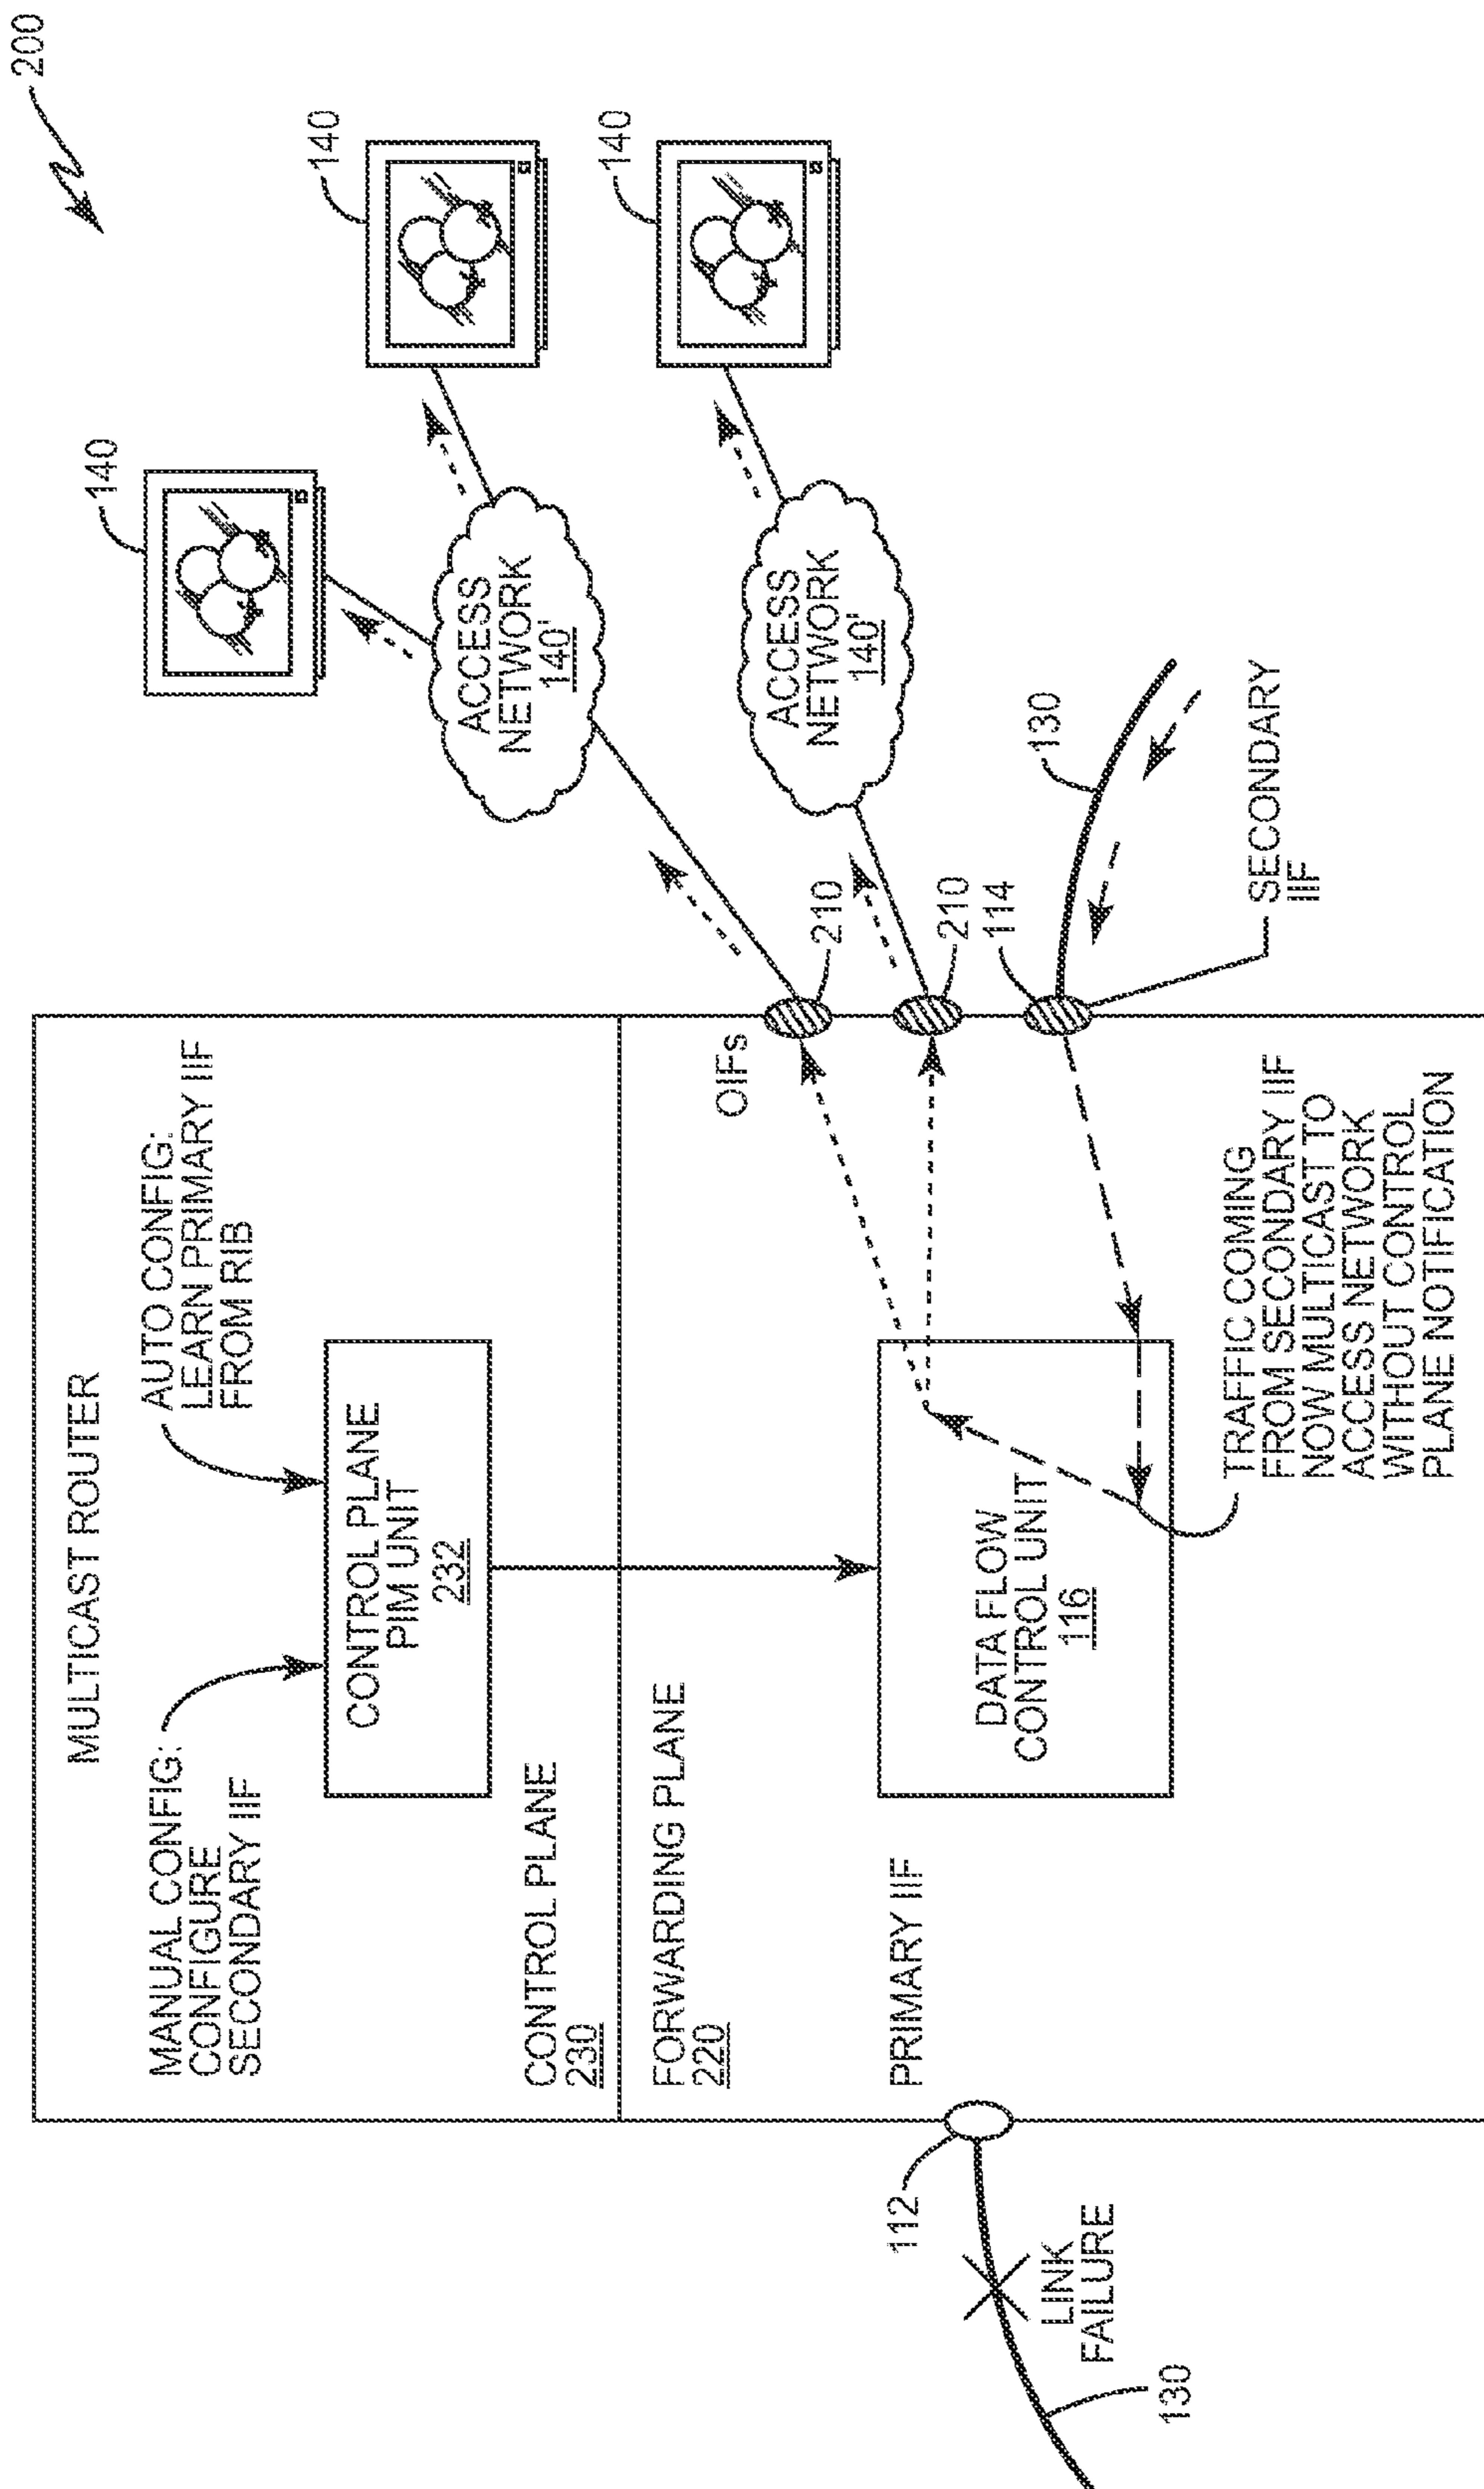 200
MULTICAST ROUTER
MANUAL CONFIG:
CONFIGURE
SECONDARY IIF
AUTO CONFIG:
LEARN PRIMARY IIF
FROM RIB
CONTROL PLANE
PIM UNIT
232
CONTROL PLANE
230
FORWARDING PLANE
220
PRIMARY IIF
112
LINK
FAILURE
130
DATA FLOW
CONTROL UNIT
116
OIFs
210
210
114
TRAFFIC COMING
FROM SECONDARY IIF
NOW MULTICAST TO
ACCESS NETWORK
WITHOUT CONTROL
PLANE NOTIFICATION
SECONDARY
IIF
130
ACCESS
NETWORK
140'
ACCESS
NETWORK
140'
140
140
140